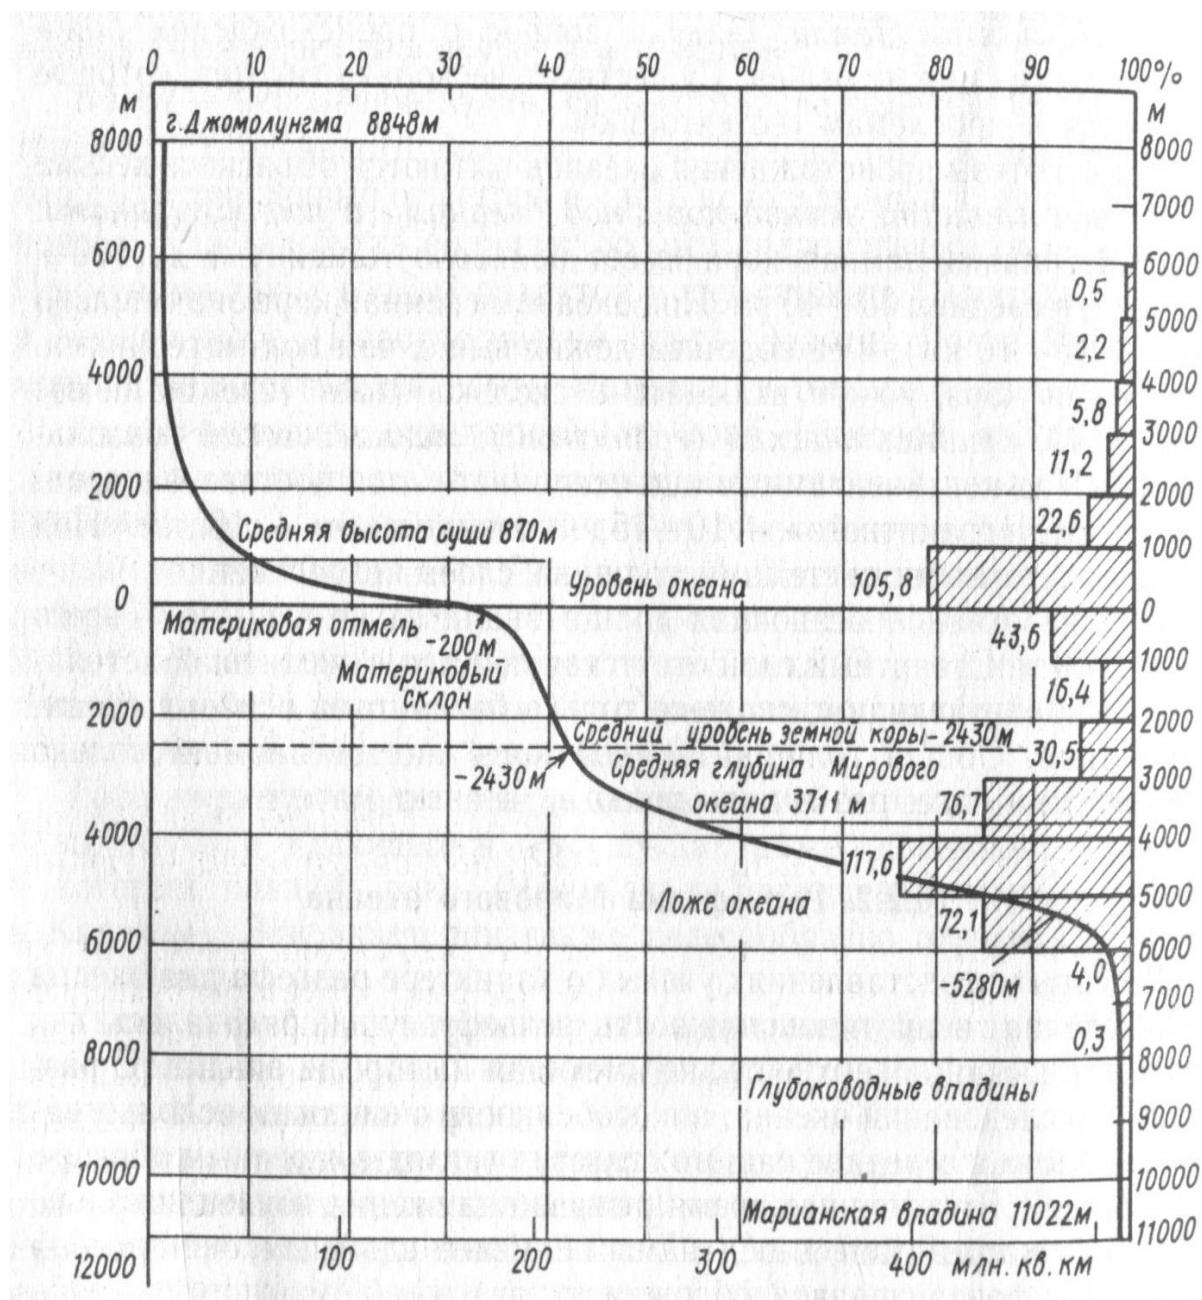 0 10 20 30 40 50 60 70 80 90 100%
м м
г. Джомолунгма 8848м
8000 8000
7000
6000 6000
0,5
5000
2,2
4000 4000
5,8
3000
11,2
2000 2000
22,6
Средняя высота суши 870м
1000
Уровень океана 105,8
0 0
Материковая отмель
-200м
43,6
Материковый
склон
1000
16,4
2000 2000
Средний уровень земной коры-2430м
30,5
-2430м
Средняя глубина Мирового
3000
океана 3711м
76,7
4000 4000
117,6
Ложе океана
5000
72,1
6000 6000
-5280м
4,0
7000
0,3
8000 8000
Глубоководные впадины
9000
10000 10000
Марианская впадина 11022м
11000
12000
100 200 300 400 млн. кв. км